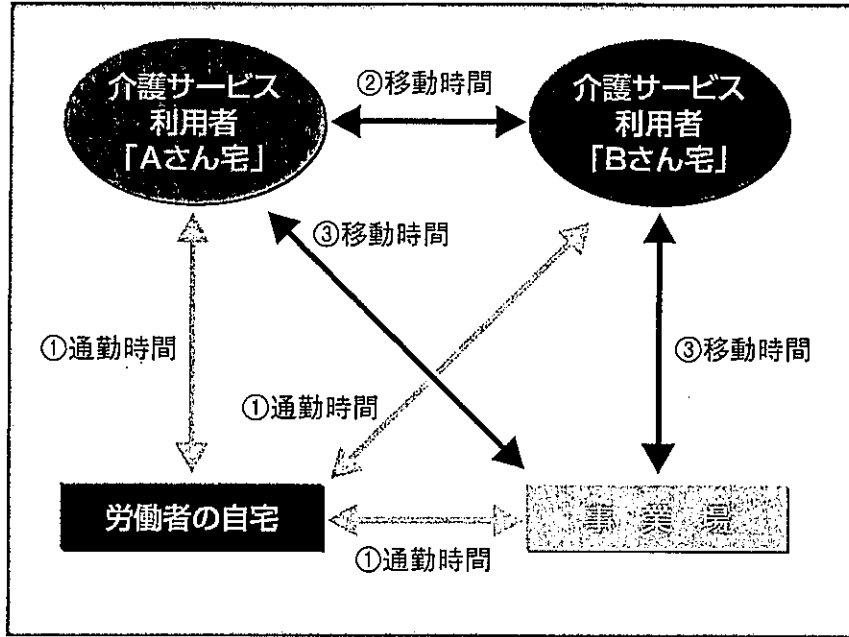 介護サービス
利用者
「Aさん宅」
②移動時間
介護サービス
利用者
「Bさん宅」
③移動時間
①通勤時間
③移動時間
①通勤時間
労働者の自宅
事業場
①通勤時間